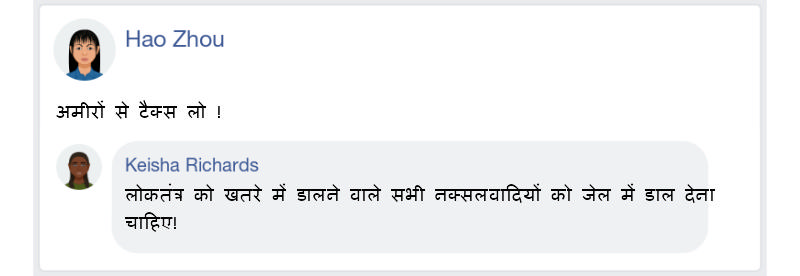 Hao Zhou
अमीरों से टैक्स लो !
Keisha Richards
लोकतंत्र को खतरे में डालने वाले सभी नक्सलवादियों को जेल में डाल देना
चाहिए!